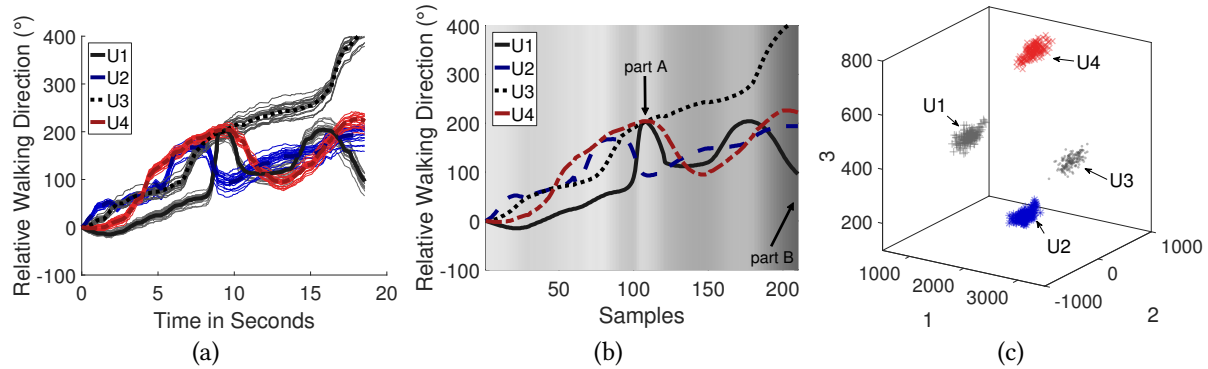 Relative Walking Direction (°)
400
300
200
100
0
-100
U1
U2
U3
U4
0
5
10
15
20
Time in Seconds
(a)
Relative Walking Direction (°)
400
300
200
100
0
-100
U1
U2
U3
U4
part A
part B
50
100
150
200
Samples
(b)
800
600
400
200
3
U4
U1
U3
U2
1000
2000
3000
1
1000
0
-1000
2
(c)